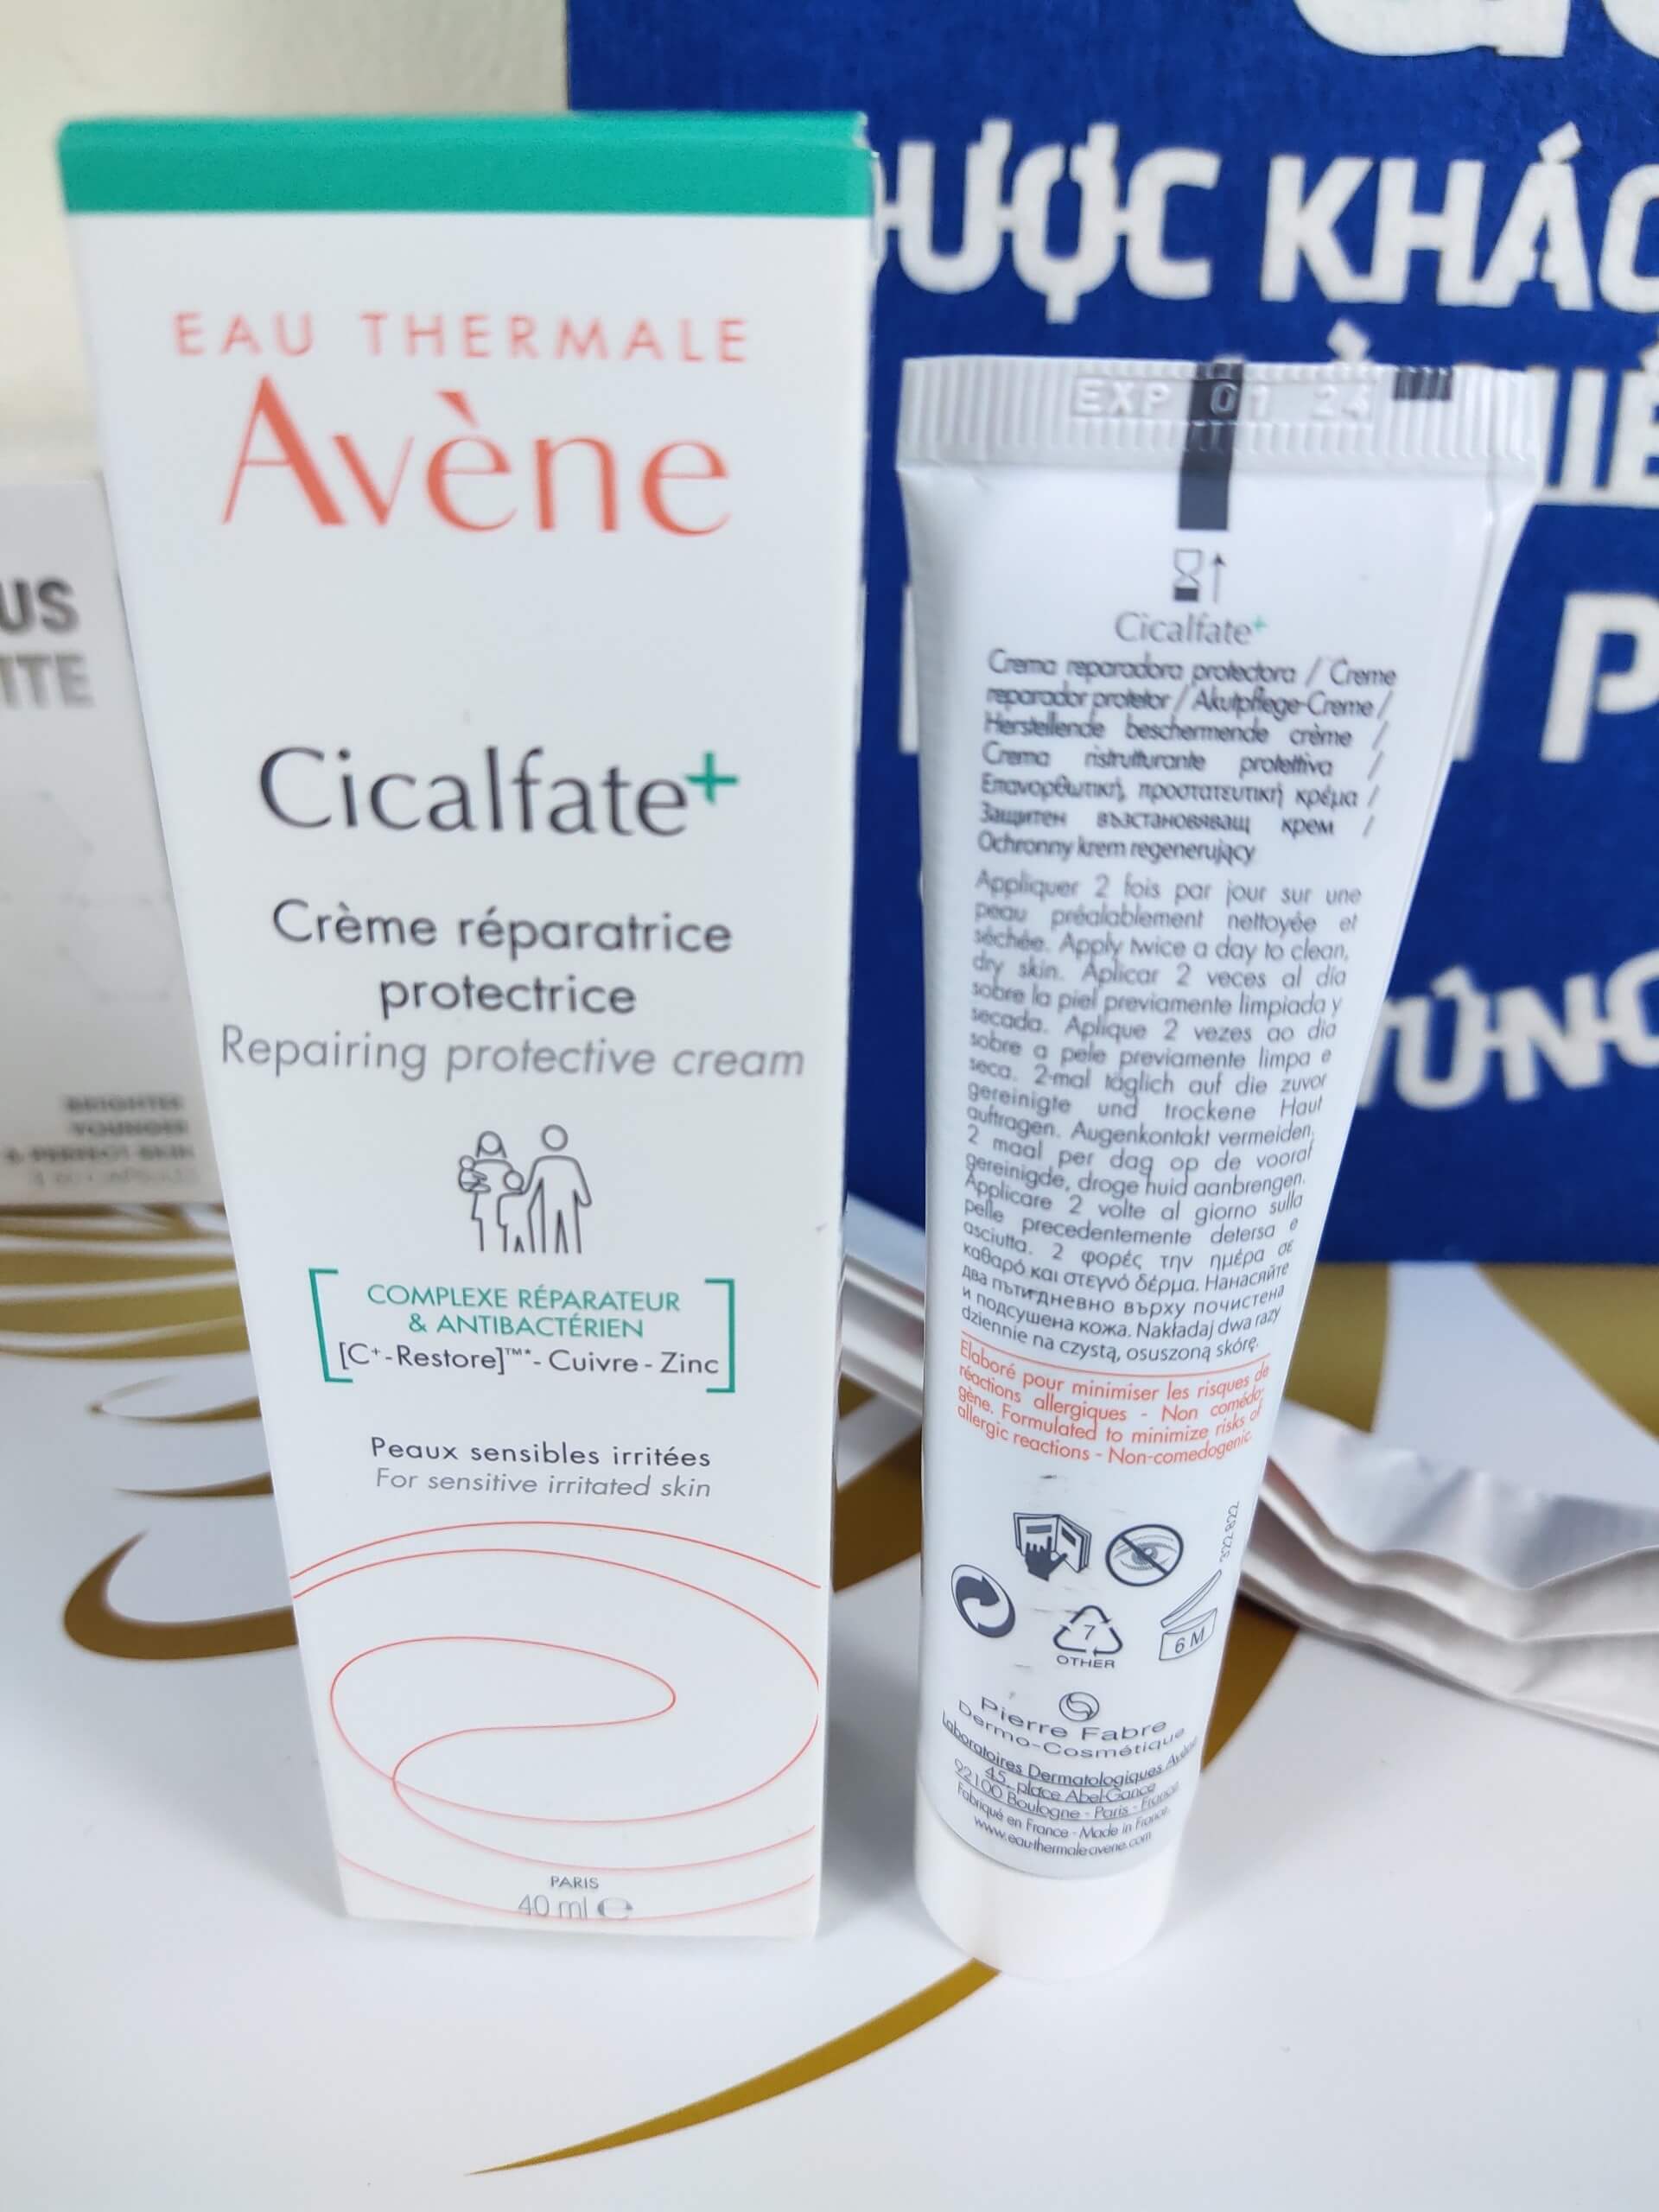 EAU THERMALE
Avène
Cicalfate+
Crème réparatrice
protectrice
Repairing protective cream
COMPLEXE RÉPARATEUR
& ANTIBACTÉRIEN
[C+-Restore]™*- Cuivre - Zinc
Peaux sensibles irritées
For sensitive irritated skin
PARIS
40 ml e
EXP 01 24
Cicalfate+
Crema reparadora protectora / Creme
reparador protetor / Akutpflege-Creme /
Herstellende beschermende crème /
Crema ristrutturante protettiva /
Επανορθωτική, προστατευτική κρέμα /
Защитен възстановяващ крем /
Ochronny krem regenerujący
Appliquer 2 fois par jour sur une
peau préalablement nettoyée et
séchée. Apply twice a day to clean,
dry skin. Aplicar 2 veces al día
sobre la piel previamente limpiada y
secada. Aplique 2 vezes ao dia
sobre a pele previamente limpa e
seca. 2-mal täglich auf die zuvor
gereinigte und trockene Haut
auftragen. Augenkontakt vermeiden.
2 maal per dag op de vooraf
gereinigde, droge huid aanbrengen.
Applicare 2 volte al giorno sulla
pelle precedentemente detersa e
asciutta. 2 φορές την ημέρα σε
καθαρό και στεγνό δέρμα. Нанасяйте
два пъти дневно върху почистена
и подсушена кожа. Nakładaj dwa razy
dziennie na czystą, osuszoną skórę.
Elaboré pour minimiser les risques de
réactions allergiques - Non comédo-
gène. Formulated to minimize risks of
allergic reactions - Non-comedogenic.
322 822
7
OTHER
6 M
Pierre Fabre
Dermo-Cosmétique
Laboratoires Dermatologiques Avène
45, place Abel-Gance
92100 Boulogne - Paris - France
Fabriqué en France - Made in France
www.eau-thermale-avene.com
US
ITE
BRIGHTER
YOUNGER
& PERFECT SKIN
ƯỢC KHÁC
P